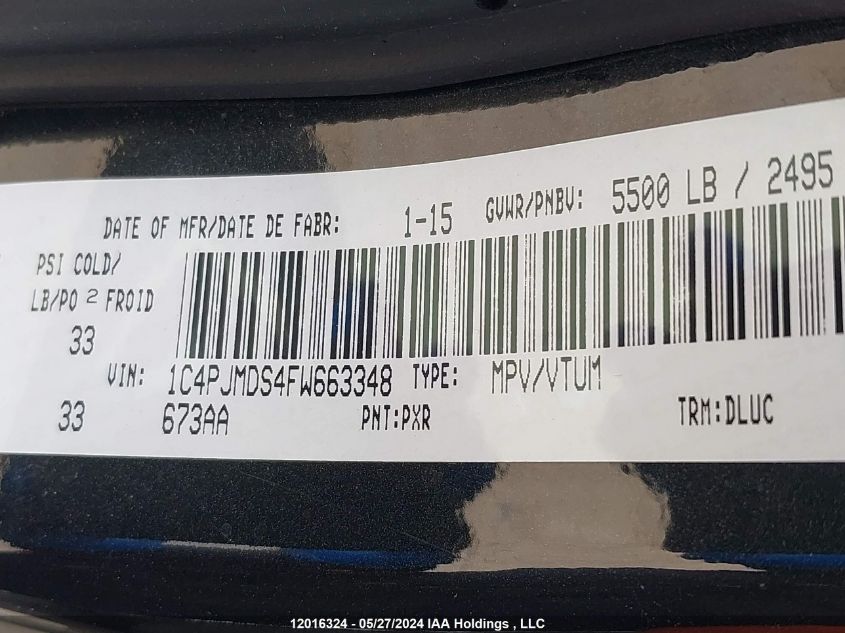 DATE OF MFR/DATE DE FABR: 1-15 GVWR/PNBV: 5500 LB / 2495
PSI COLD/
LB/PO 2 FROID
33
VIN: 1C4PJMDS4FW663348 TYPE: MPV/VTUM
33 673AA PNT:PXR TRM:DLUC
12016324 - 05/27/2024 IAA Holdings , LLC